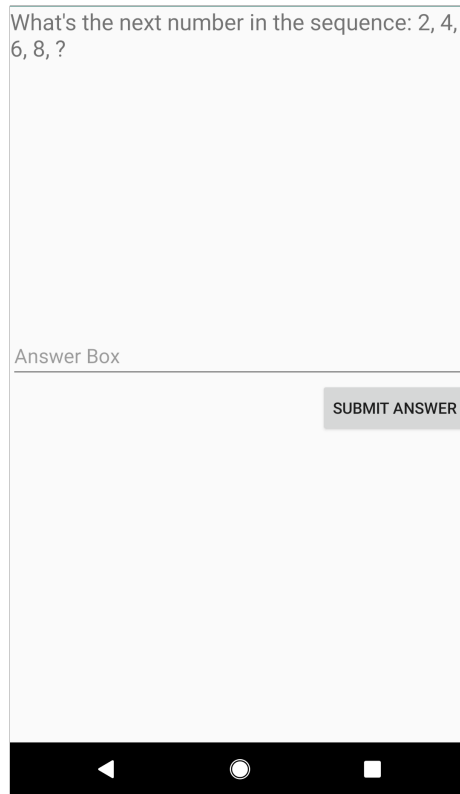 What's the next number in the sequence: 2, 4,
6, 8, ?
Answer Box
SUBMIT ANSWER